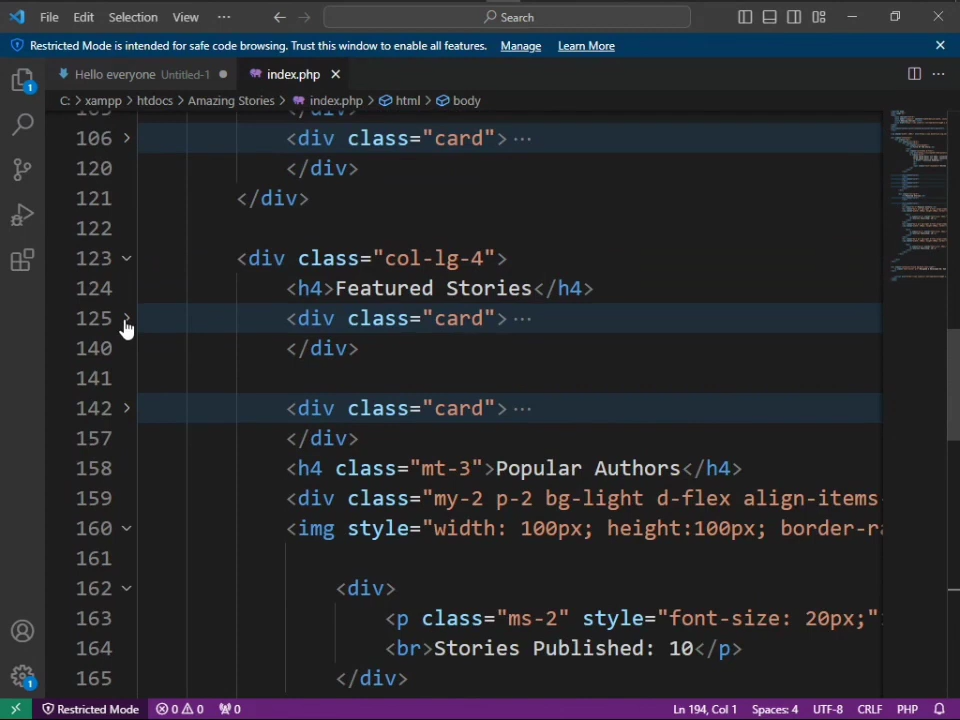 File Edit Selection View ··· Search
Restricted Mode is intended for safe code browsing. Trust this window to enable all features. Manage Learn More
Hello everyone Untitled-1 index.php
C: > xampp > htdocs > Amazing Stories > index.php > html > body
105 </div>
106 <div class="card">···
120 </div>
121 </div>
122
123 <div class="col-lg-4">
124 <h4>Featured Stories</h4>
125 <div class="card">···
140 </div>
141
142 <div class="card">···
157 </div>
158 <h4 class="mt-3">Popular Authors</h4>
159 <div class="my-2 p-2 bg-light d-flex align-items-
160 <img style="width: 100px; height:100px; border-ra
161
162 <div>
163 <p class="ms-2" style="font-size: 20px;">
164 <br>Stories Published: 10</p>
165 </div>
1
1
Restricted Mode 0 0 0 Ln 194, Col 1 Spaces: 4 UTF-8 CRLF PHP